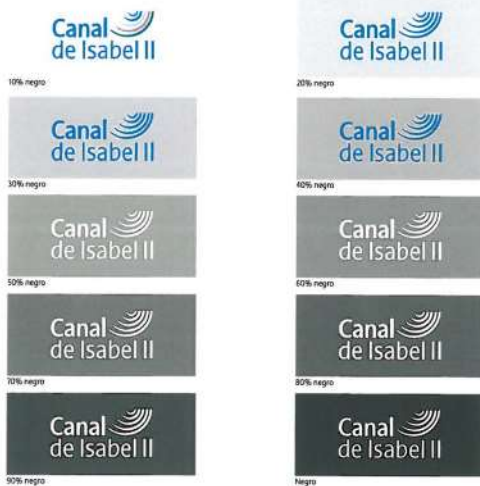 Canal
de Isabel II
10% negro
Canal
de Isabel II
20% negro
Canal
de Isabel II
30% negro
Canal
de Isabel II
40% negro
Canal
de Isabel II
50% negro
Canal
de Isabel II
60% negro
Canal
de Isabel II
70% negro
Canal
de Isabel II
80% negro
Canal
de Isabel II
90% negro
Canal
de Isabel II
Negro